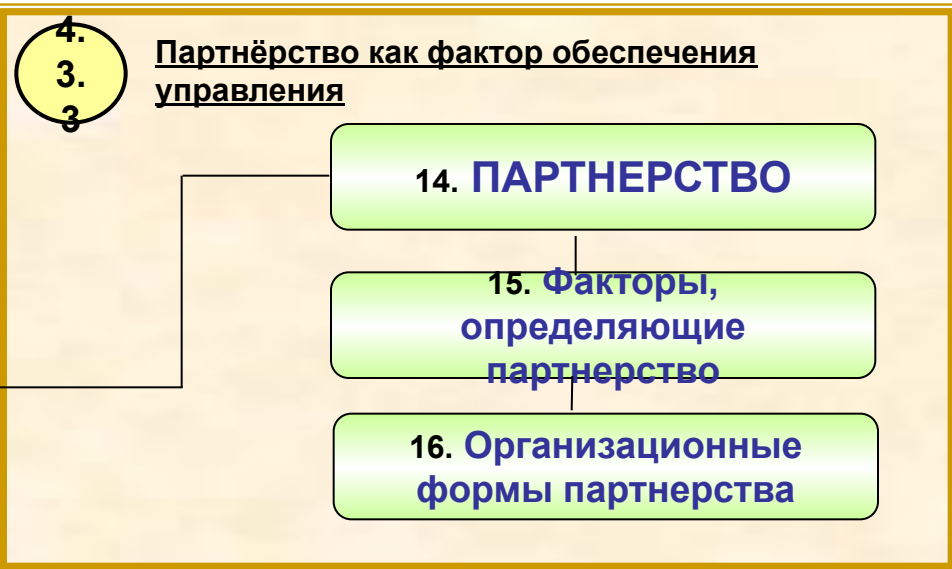 4.
3.
3
Партнёрство как фактор обеспечения
управления
14. ПАРТНЕРСТВО
15. Факторы,
определяющие
партнерство
16. Организационные
формы партнерства